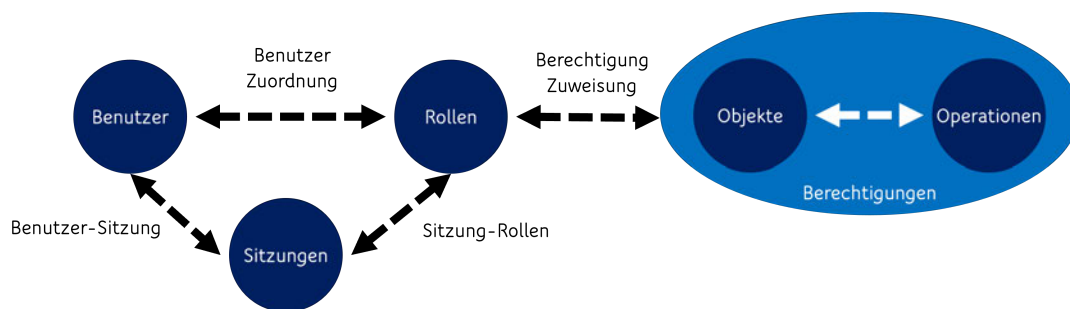 Benutzer
Zuordnung
Berechtigung
Zuweisung
Benutzer
Rollen
Objekte
Operationen
Berechtigungen
Benutzer-Sitzung
Sitzung-Rollen
Sitzungen